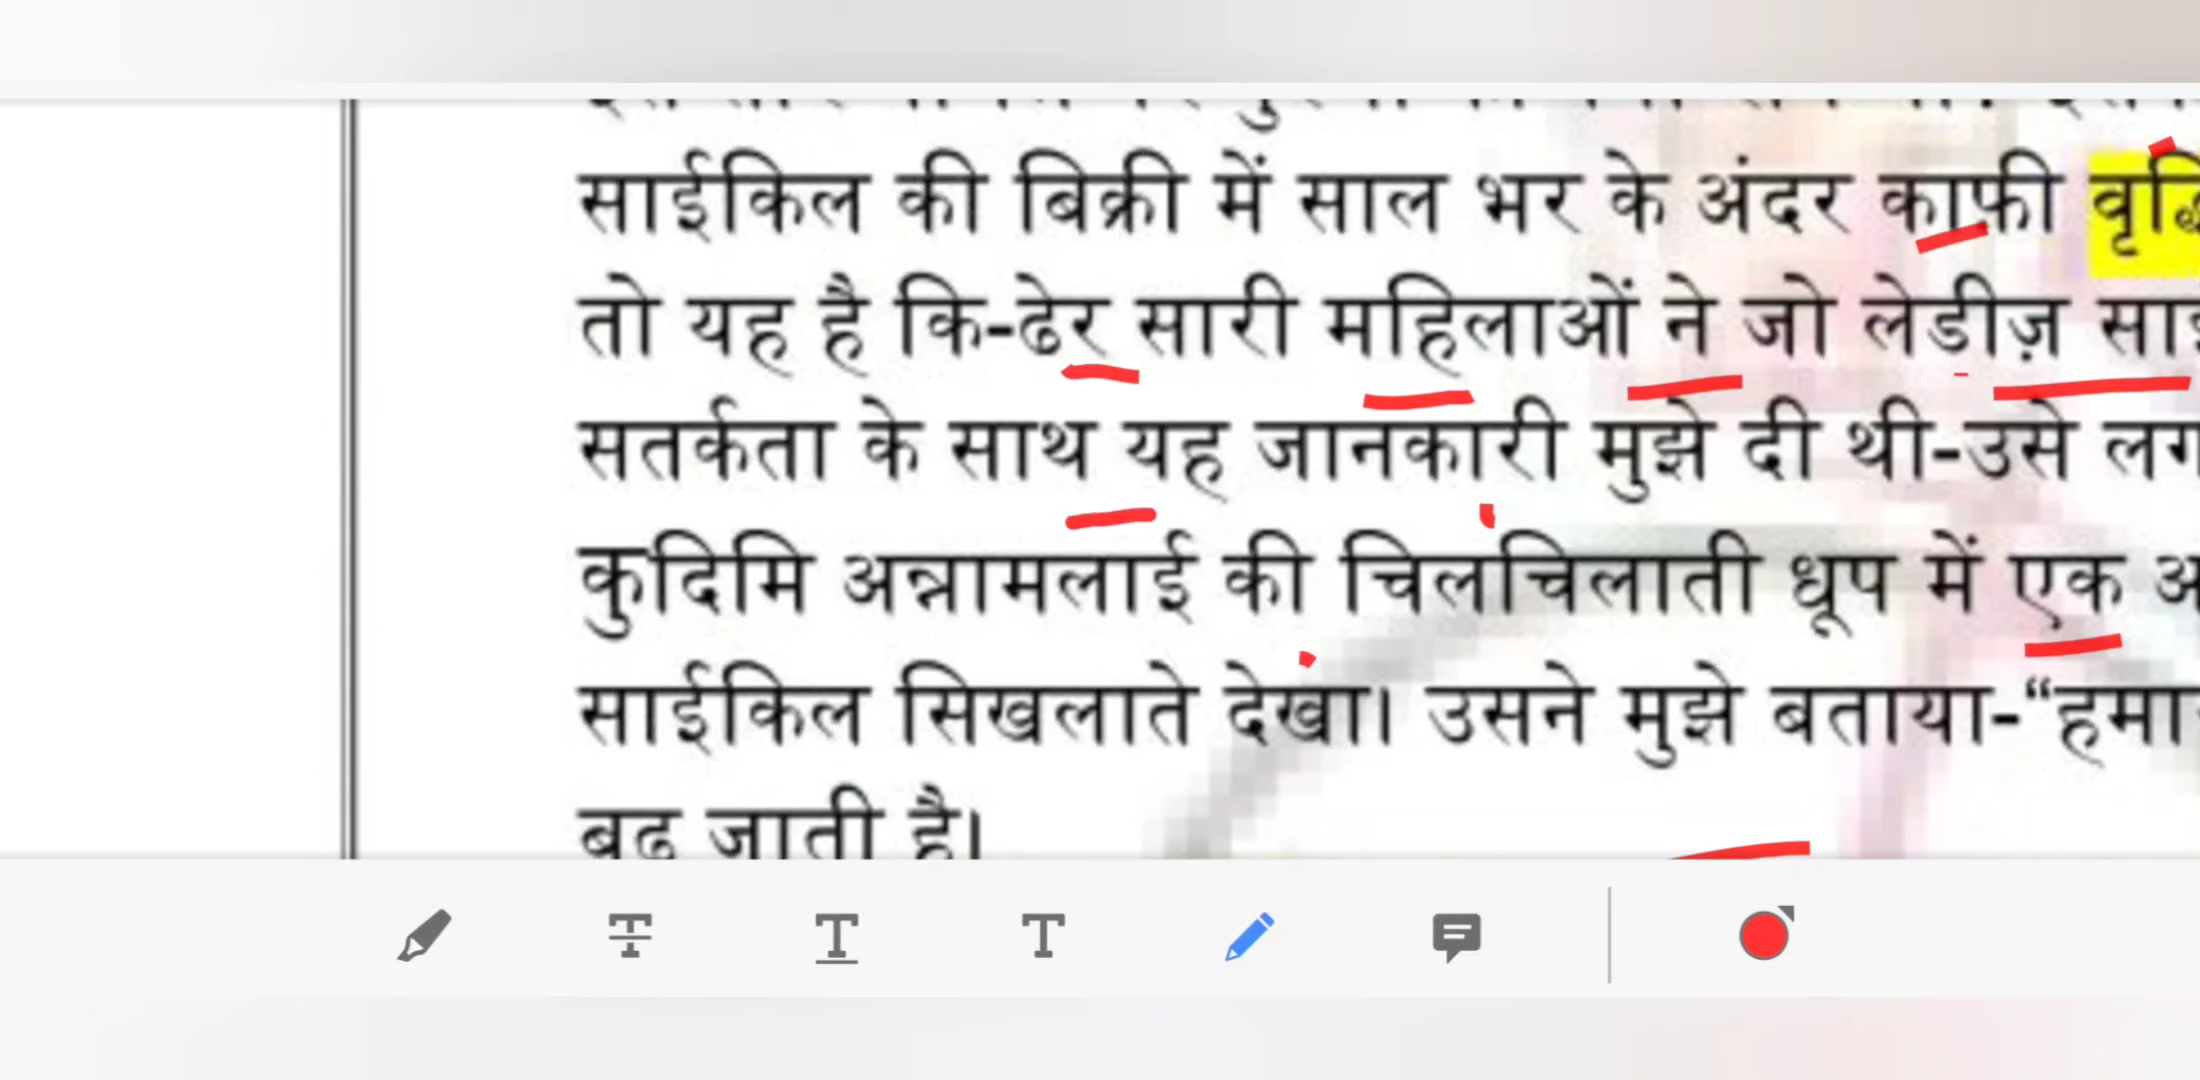 साईकिल की बिक्री में साल भर के अंदर काफी
तो यह है कि-ढेर सारी महिलाओं ने जो लेडीज़
सतर्कता के साथ यह जानकारी मुझे दी थी-उसे
कुदिमि अन्नामलाई की चिलचिलाती धूप में एक
साईकिल सिखलाते देखा। उसने मुझे बताया-“हमा
बढ़ जाती है।